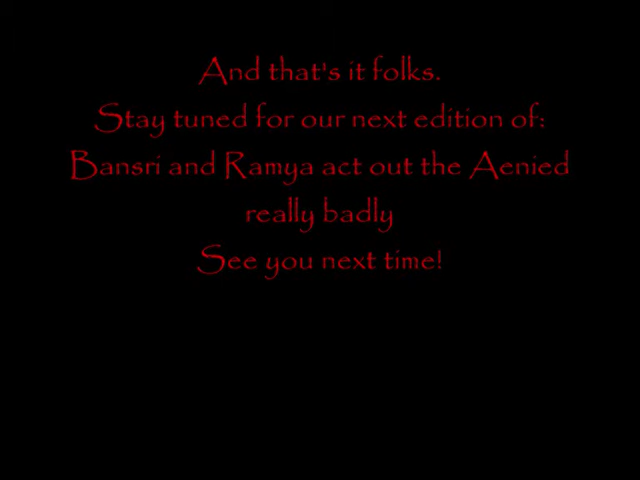 And that's it folks.
Stay tuned for our next edition of:
Bansri and Ramya act out the Aenied
really badly
See you next time!